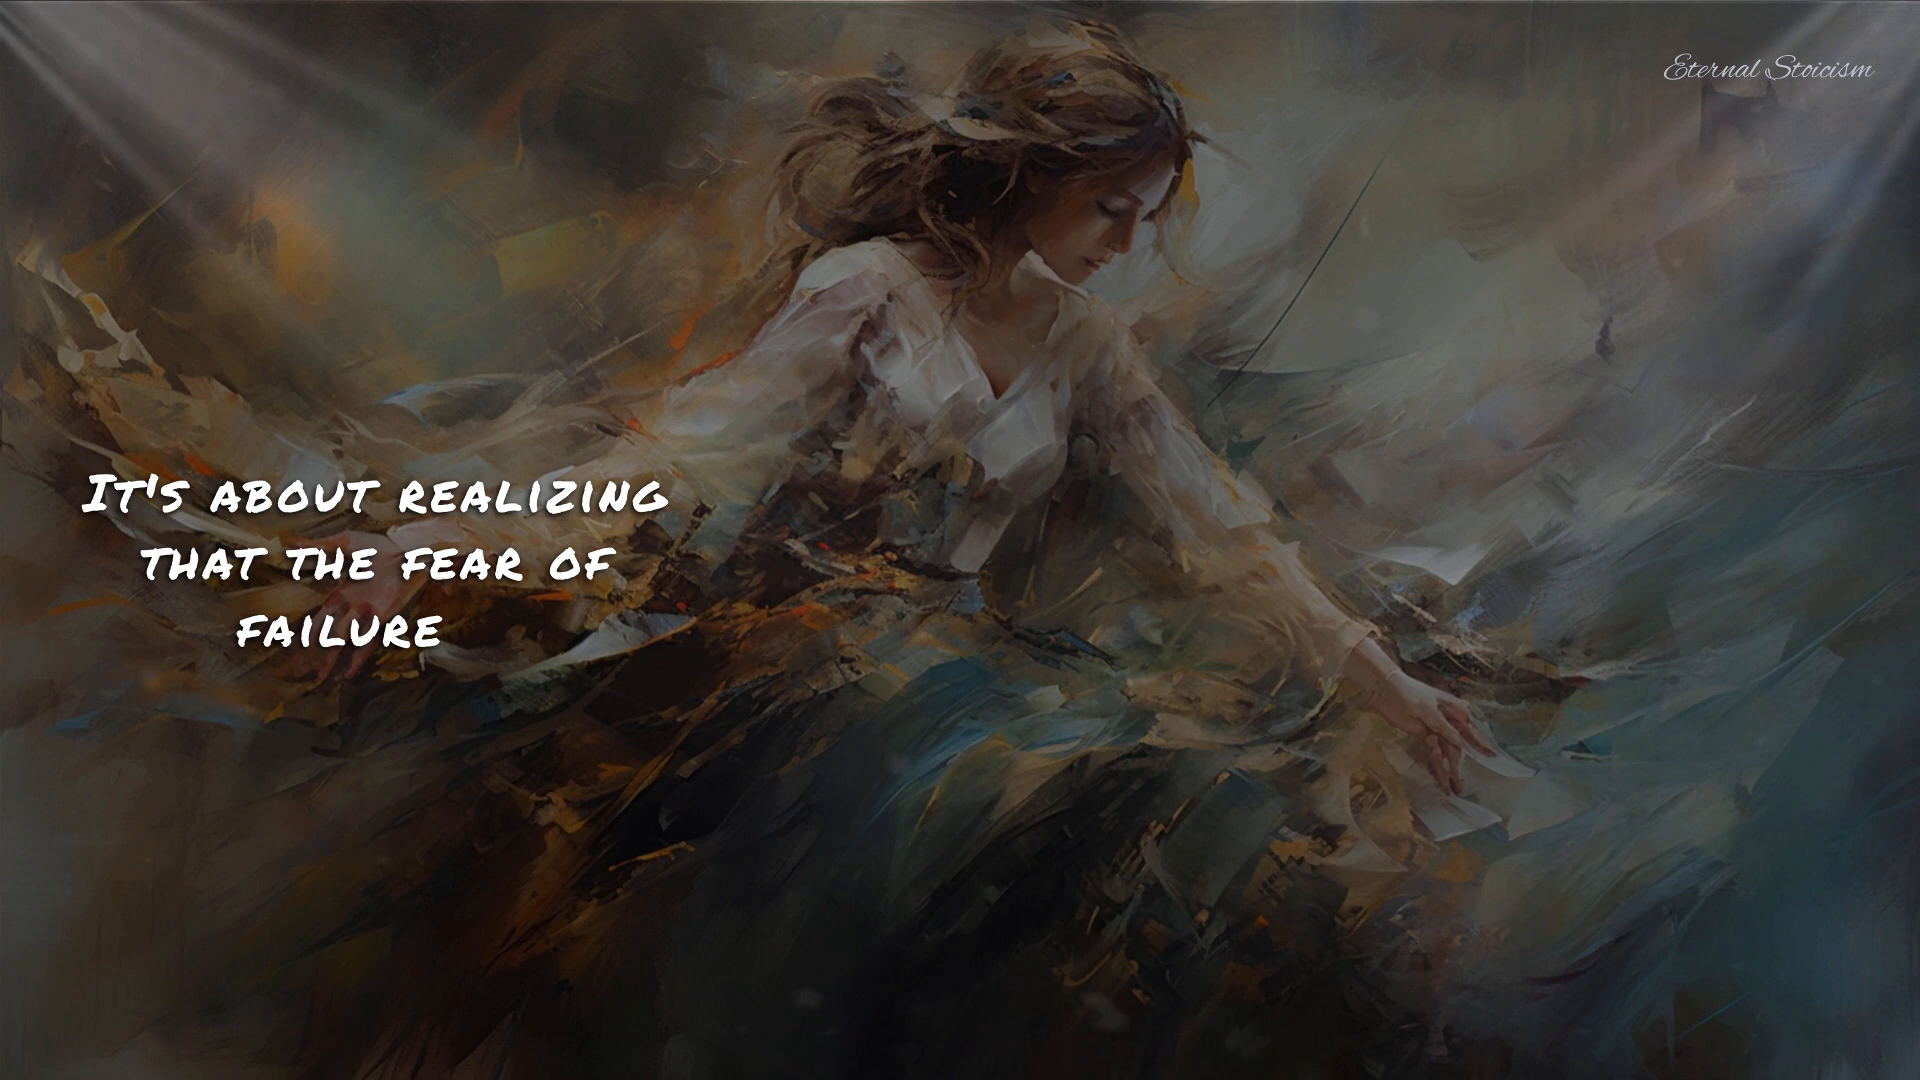 Eternal Stoicism
It's about realizing
that the fear of
failure